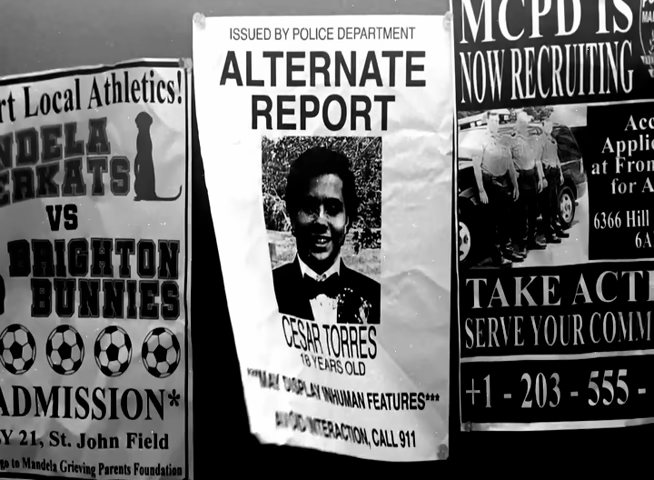 rt Local Athletics!
NDELA
ERKATS
VS
BRIGHTON
BUNNIES
ADMISSION*
Y 21, St. John Field
go to Mandela Grieving Parents Foundation
ISSUED BY POLICE DEPARTMENT
ALTERNATE
REPORT
CESAR TORRES
18 YEARS OLD
***MAY DISPLAY INHUMAN FEATURES***
AVOID INTERACTION, CALL 911
MCPD IS
NOW RECRUITING
Acc
Applic
at Fron
for A
6366 Hill
6A
TAKE ACTI
SERVE YOUR COMM
+1 - 203 - 555 -